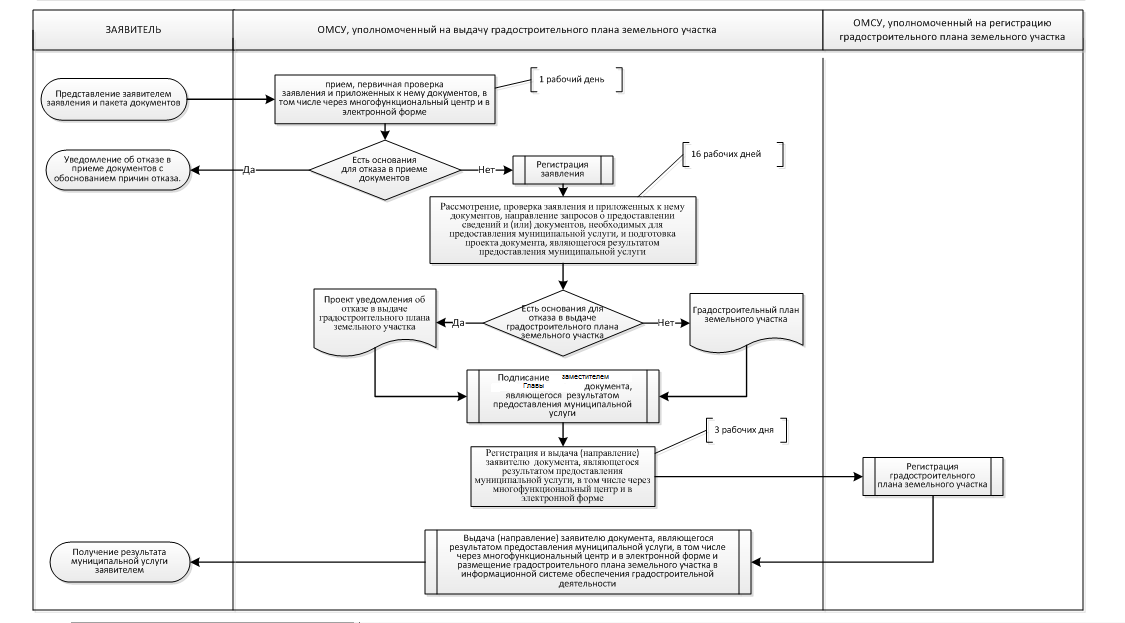 ЗАЯВИТЕЛЬ
ОМСУ, уполномоченный на выдачу градостроительного плана земельного участка
ОМСУ, уполномоченный на регистрацию
градостроительного плана земельного участка
Представление заявителем
заявления и пакета документов
прием, первичная проверка
заявления и приложенных к нему документов, в
том числе через многофункциональный центр и в
электронной форме
1 рабочий день
Уведомление об отказе в
приеме документов с
обоснованием причин отказа.
Да
Есть основания
для отказа в приеме
документов
Нет
Регистрация
заявления
16 рабочих дней
Рассмотрение, проверка заявления и приложенных к нему
документов, направление запросов о предоставлении
сведений и (или) документов, необходимых для
предоставления муниципальной услуги, и подготовка
проекта документа, являющегося результатом
предоставления муниципальной услуги
Проект уведомления об
отказе в выдаче
градостроительного плана
земельного участка
Да
Есть основания для
отказа в выдаче
градостроительного плана
земельного участка
Нет
Градостроительный план
земельного участка
Подписание заместителем
Главы документа,
являющегося результатом
предоставления муниципальной
услуги
3 рабочих дня
Регистрация и выдача (направление)
заявителю документа, являющегося
результатом предоставления
муниципальной услуги, в том числе через
многофункциональный центр и в
электронной форме
Регистрация
градостроительного
плана земельного участка
Получение результата
муниципальной услуги
заявителем
Выдача (направление) заявителю документа, являющегося
результатом предоставления муниципальной услуги, в том числе
через многофункциональный центр и в электронной форме и
размещение градостроительного плана земельного участка в
информационной системе обеспечения градостроительной
деятельности